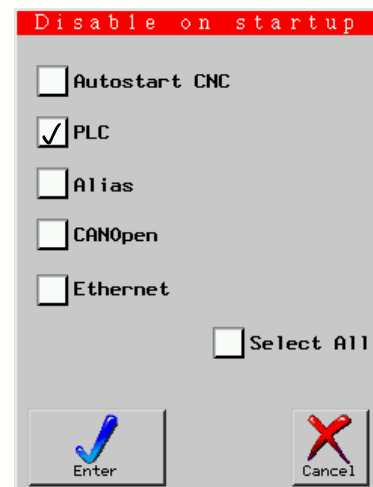 Disable on startup
Autostart CNC
PLC
Alias
CANOpen
Ethernet
Select All
Enter
Cancel